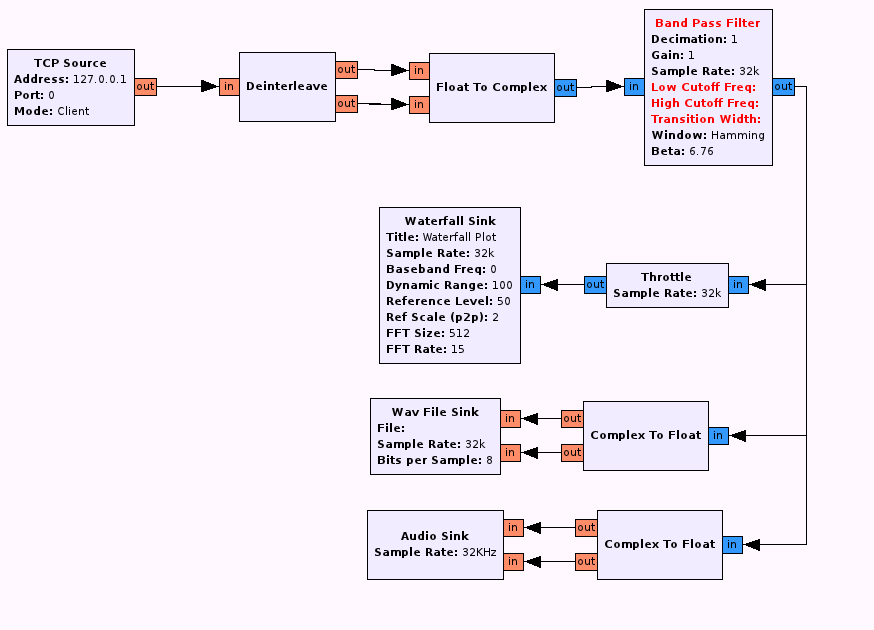 TCP Source
Address: 127.0.0.1
Port: 0
Mode: Client
out
in
Deinterleave
out
out
in
in
Float To Complex
out
in
Band Pass Filter
Decimation: 1
Gain: 1
Sample Rate: 32k
Low Cutoff Freq:
High Cutoff Freq:
Transition Width:
Window: Hamming
Beta: 6.76
out
Waterfall Sink
Title: Waterfall Plot
Sample Rate: 32k
Baseband Freq: 0
Dynamic Range: 100
Reference Level: 50
Ref Scale (p2p): 2
FFT Size: 512
FFT Rate: 15
in
out
Throttle
Sample Rate: 32k
in
Wav File Sink
File:
Sample Rate: 32k
Bits per Sample: 8
in
in
out
out
Complex To Float
in
Audio Sink
Sample Rate: 32KHz
in
in
out
out
Complex To Float
in